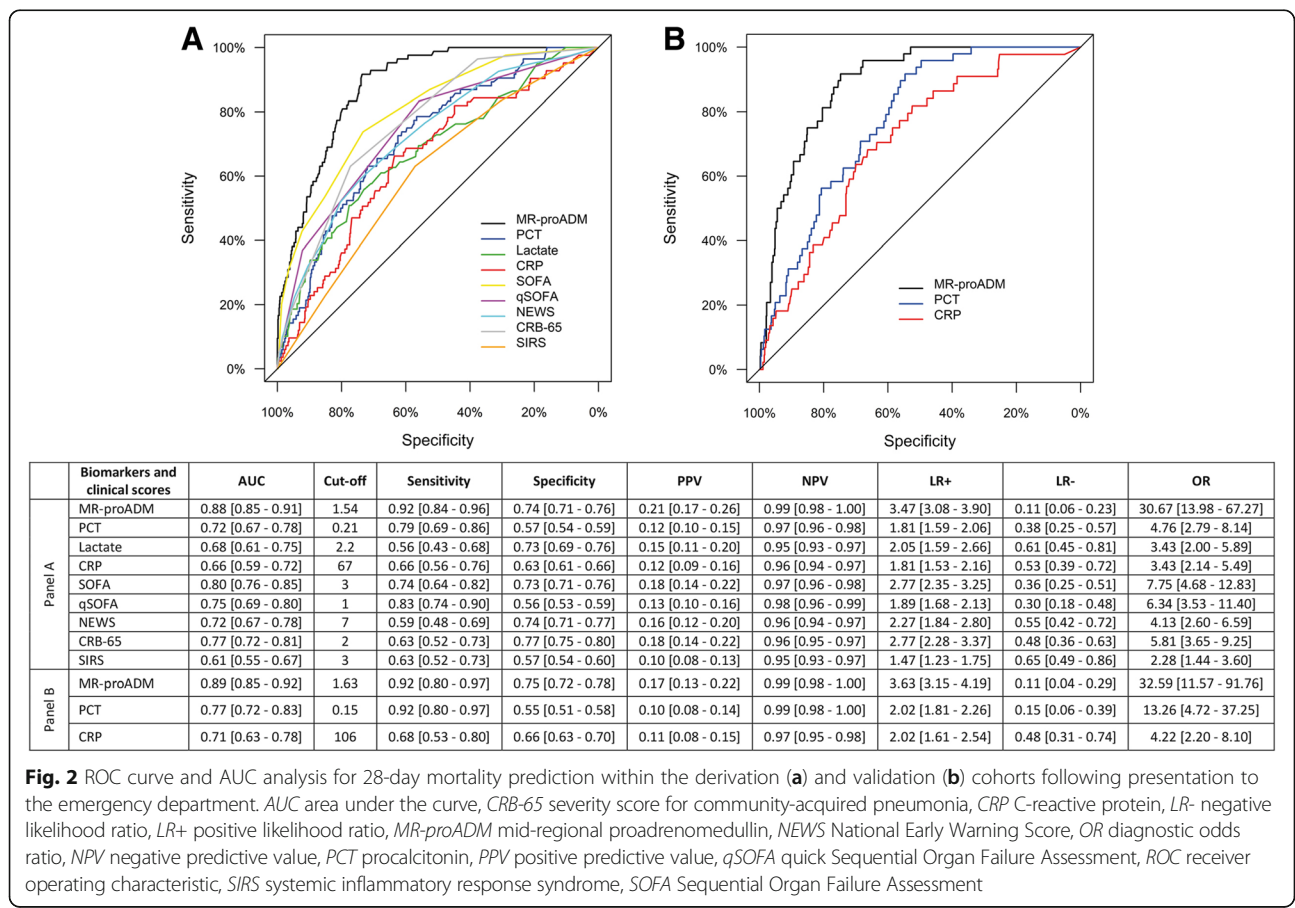 A
100%
80%
60%
40%
20%
0%
Sensitivity
100% 80% 60% 40% 20% 0%
Specificity
MR-proADM
PCT
Lactate
CRP
SOFA
qSOFA
NEWS
CRB-65
SIRS
B
100%
80%
60%
40%
20%
0%
Sensitivity
100% 80% 60% 40% 20% 0%
Specificity
MR-proADM
PCT
CRP
Biomarkers and clinical scores AUC Cut-off Sensitivity Specificity PPV NPV LR+ LR- OR
Panel A
MR-proADM 0.88 [0.85 - 0.91] 1.54 0.92 [0.84 - 0.96] 0.74 [0.71 - 0.76] 0.21 [0.17 - 0.26] 0.99 [0.98 - 1.00] 3.47 [3.08 - 3.90] 0.11 [0.06 - 0.23] 30.67 [13.98 - 67.27]
PCT 0.72 [0.67 - 0.78] 0.21 0.79 [0.69 - 0.86] 0.57 [0.54 - 0.59] 0.12 [0.10 - 0.15] 0.97 [0.96 - 0.98] 1.81 [1.59 - 2.06] 0.38 [0.25 - 0.57] 4.76 [2.79 - 8.14]
Lactate 0.68 [0.61 - 0.75] 2.2 0.56 [0.43 - 0.68] 0.73 [0.69 - 0.76] 0.15 [0.11 - 0.20] 0.95 [0.93 - 0.97] 2.05 [1.59 - 2.66] 0.61 [0.45 - 0.81] 3.43 [2.00 - 5.89]
CRP 0.66 [0.59 - 0.72] 67 0.66 [0.56 - 0.76] 0.63 [0.61 - 0.66] 0.12 [0.09 - 0.16] 0.96 [0.94 - 0.97] 1.81 [1.53 - 2.16] 0.53 [0.39 - 0.72] 3.43 [2.14 - 5.49]
SOFA 0.80 [0.76 - 0.85] 3 0.74 [0.64 - 0.82] 0.73 [0.71 - 0.76] 0.18 [0.14 - 0.22] 0.97 [0.96 - 0.98] 2.77 [2.35 - 3.25] 0.36 [0.25 - 0.51] 7.75 [4.68 - 12.83]
qSOFA 0.75 [0.69 - 0.80] 1 0.83 [0.74 - 0.90] 0.56 [0.53 - 0.59] 0.13 [0.10 - 0.16] 0.98 [0.96 - 0.99] 1.89 [1.68 - 2.13] 0.30 [0.18 - 0.48] 6.34 [3.53 - 11.40]
NEWS 0.72 [0.67 - 0.78] 7 0.59 [0.48 - 0.69] 0.74 [0.71 - 0.77] 0.16 [0.12 - 0.20] 0.96 [0.94 - 0.97] 2.27 [1.84 - 2.80] 0.55 [0.42 - 0.72] 4.13 [2.60 - 6.59]
CRB-65 0.77 [0.72 - 0.81] 2 0.63 [0.52 - 0.73] 0.77 [0.75 - 0.80] 0.18 [0.14 - 0.22] 0.96 [0.95 - 0.97] 2.77 [2.28 - 3.37] 0.48 [0.36 - 0.63] 5.81 [3.65 - 9.25]
SIRS 0.61 [0.55 - 0.67] 3 0.63 [0.52 - 0.73] 0.57 [0.54 - 0.60] 0.10 [0.08 - 0.13] 0.95 [0.93 - 0.97] 1.47 [1.23 - 1.75] 0.65 [0.49 - 0.86] 2.28 [1.44 - 3.60]
Panel B
MR-proADM 0.89 [0.85 - 0.92] 1.63 0.92 [0.80 - 0.97] 0.75 [0.72 - 0.78] 0.17 [0.13 - 0.22] 0.99 [0.98 - 1.00] 3.63 [3.15 - 4.19] 0.11 [0.04 - 0.29] 32.59 [11.57 - 91.76]
PCT 0.77 [0.72 - 0.83] 0.15 0.92 [0.80 - 0.97] 0.55 [0.51 - 0.58] 0.10 [0.08 - 0.14] 0.99 [0.98 - 1.00] 2.02 [1.81 - 2.26] 0.15 [0.06 - 0.39] 13.26 [4.72 - 37.25]
CRP 0.71 [0.63 - 0.78] 106 0.68 [0.53 - 0.80] 0.66 [0.63 - 0.70] 0.11 [0.08 - 0.15] 0.97 [0.95 - 0.98] 2.02 [1.61 - 2.54] 0.48 [0.31 - 0.74] 4.22 [2.20 - 8.10]
Fig. 2 ROC curve and AUC analysis for 28-day mortality prediction within the derivation (a) and validation (b) cohorts following presentation to
the emergency department. AUC area under the curve, CRB-65 severity score for community-acquired pneumonia, CRP C-reactive protein, LR- negative
likelihood ratio, LR+ positive likelihood ratio, MR-proADM mid-regional proadrenomedullin, NEWS National Early Warning Score, OR diagnostic odds
ratio, NPV negative predictive value, PCT procalcitonin, PPV positive predictive value, qSOFA quick Sequential Organ Failure Assessment, ROC receiver
operating characteristic, SIRS systemic inflammatory response syndrome, SOFA Sequential Organ Failure Assessment